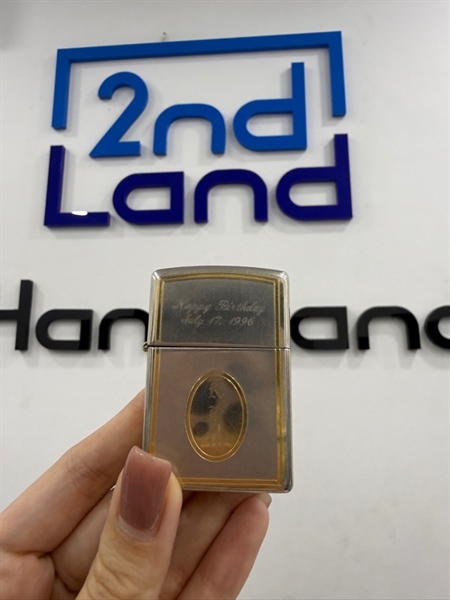 2nd
Land
Happy Birthday
July 17, 1996